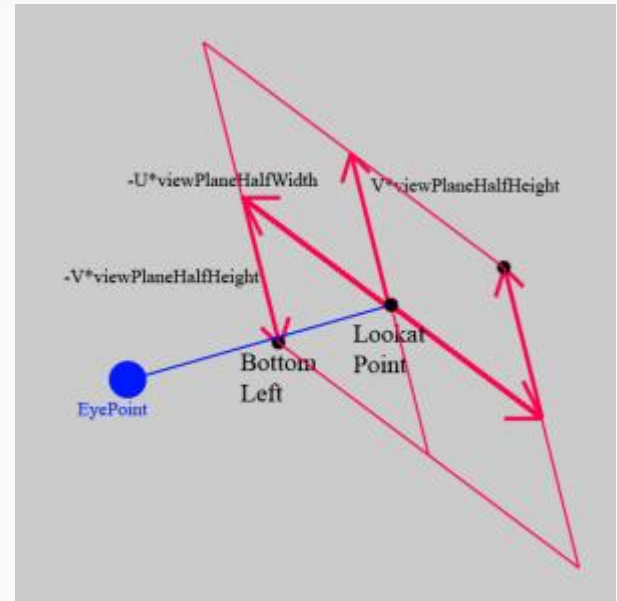 -U*viewPlaneHalfWidth
V*viewPlaneHalfHeight
-V*viewPlaneHalfHeight
Lookat
Point
Bottom
Left
EyePoint